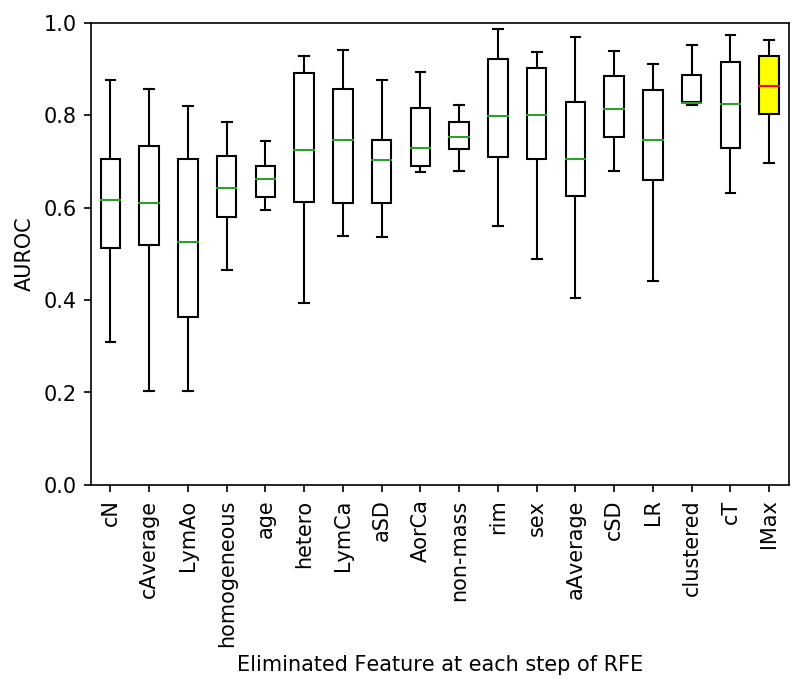 1.0
0.8
0.6
0.4
0.2
0.0
AUROC
cN
cAverage
LymAo
homogeneous
age
hetero
LymCa
aSD
AorCa
non-mass
rim
sex
aAverage
cSD
LR
clustered
cT
lMax
Eliminated Feature at each step of RFE